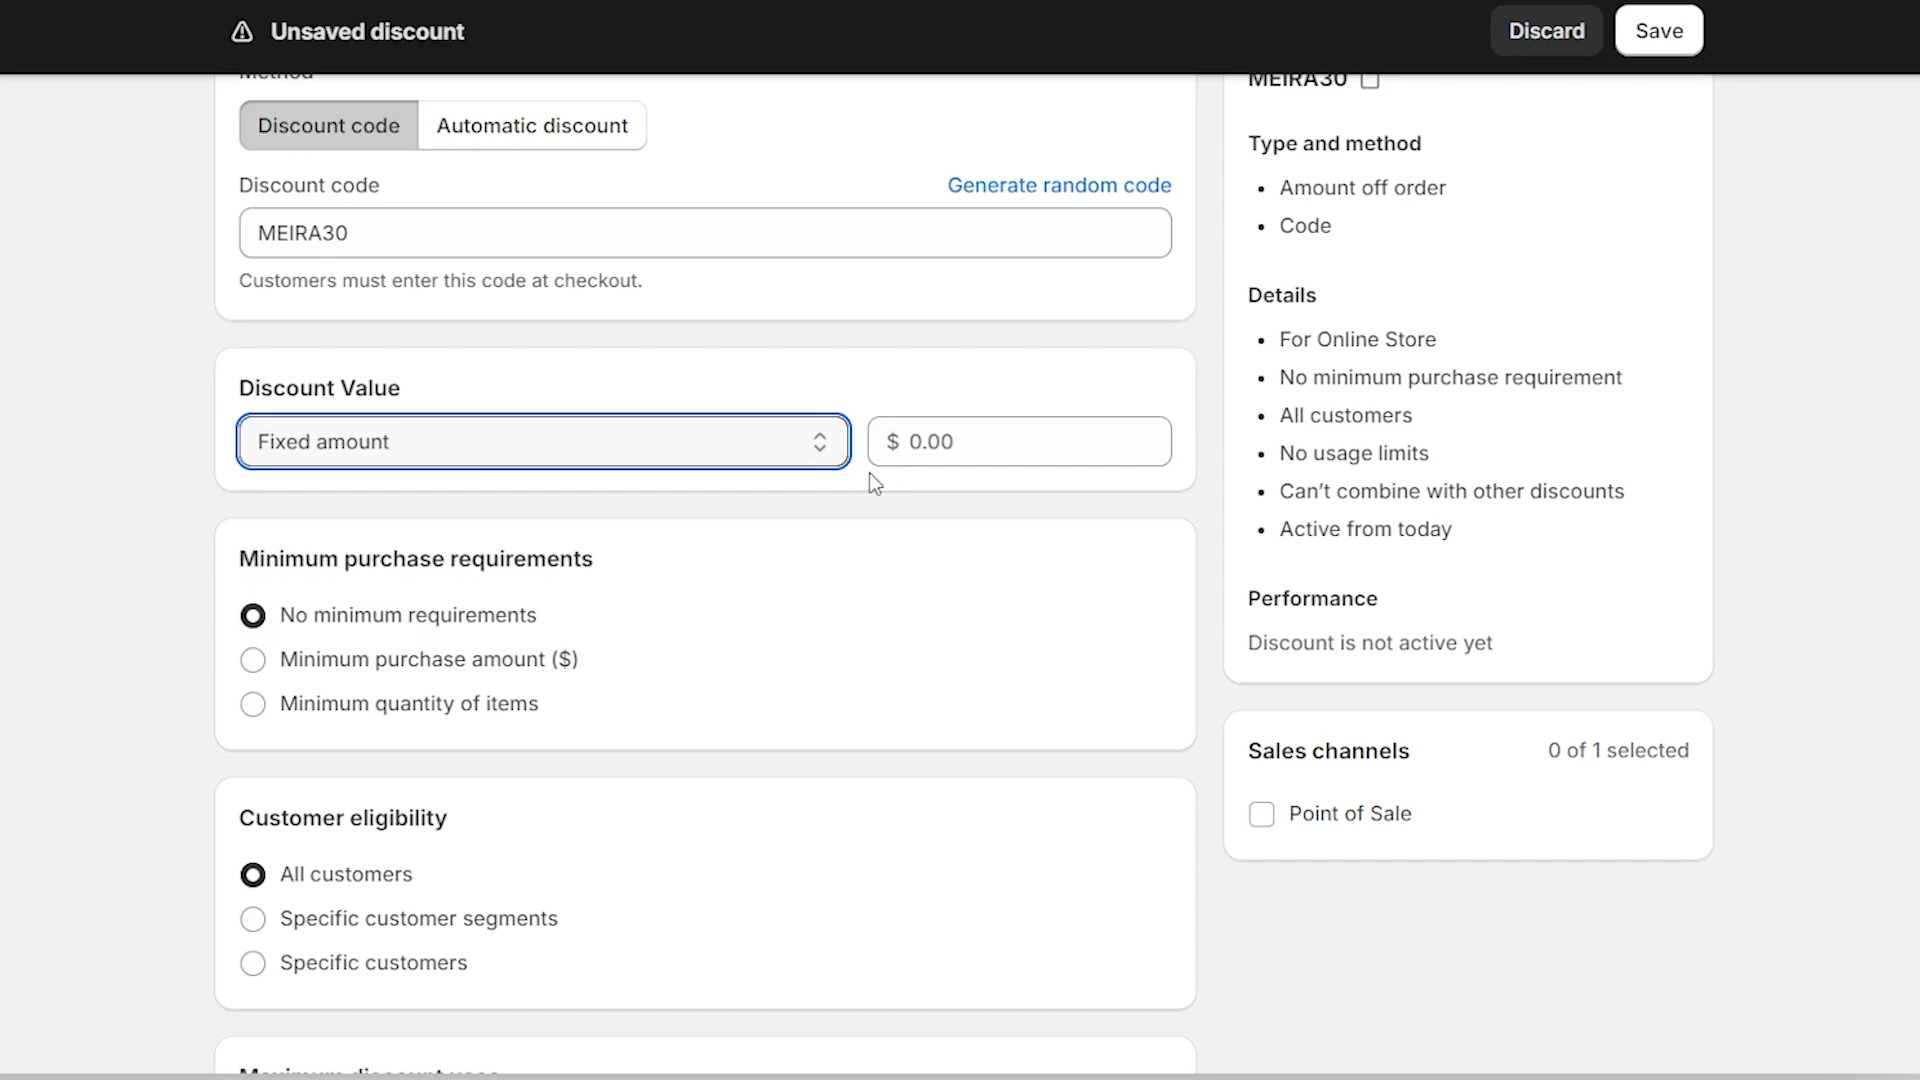 Unsaved discount
Discard
Save
Method
Discount code
Automatic discount
Discount code
Generate random code
MEIRA30
Customers must enter this code at checkout.
Discount Value
Fixed amount
$ 0.00
Minimum purchase requirements
No minimum requirements
Minimum purchase amount ($)
Minimum quantity of items
Customer eligibility
All customers
Specific customer segments
Specific customers
Maximum discount uses
MEIRA30
Type and method
• Amount off order
• Code
Details
• For Online Store
• No minimum purchase requirement
• All customers
• No usage limits
• Can't combine with other discounts
• Active from today
Performance
Discount is not active yet
Sales channels
0 of 1 selected
Point of Sale